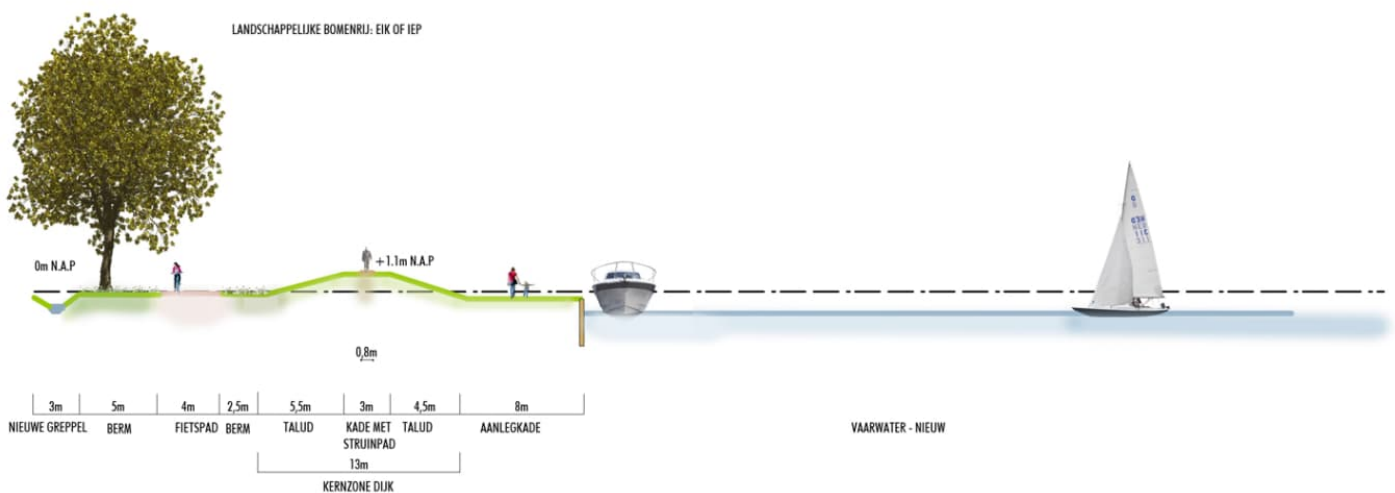 LANDSCHAPPELIJKE BOMENRIJ: EIK OF IEP
0m N.A.P
+1.1m N.A.P
0,8m
3m 5m 4m 2,5m 5,5m 3m 4,5m 8m
NIEUWE GREPPEL BERM FIETSPAD BERM TALUD KADE MET STRUINPAD TALUD AANLEGKADE VAARWATER - NIEUW
13m
KERNZONE DIJK